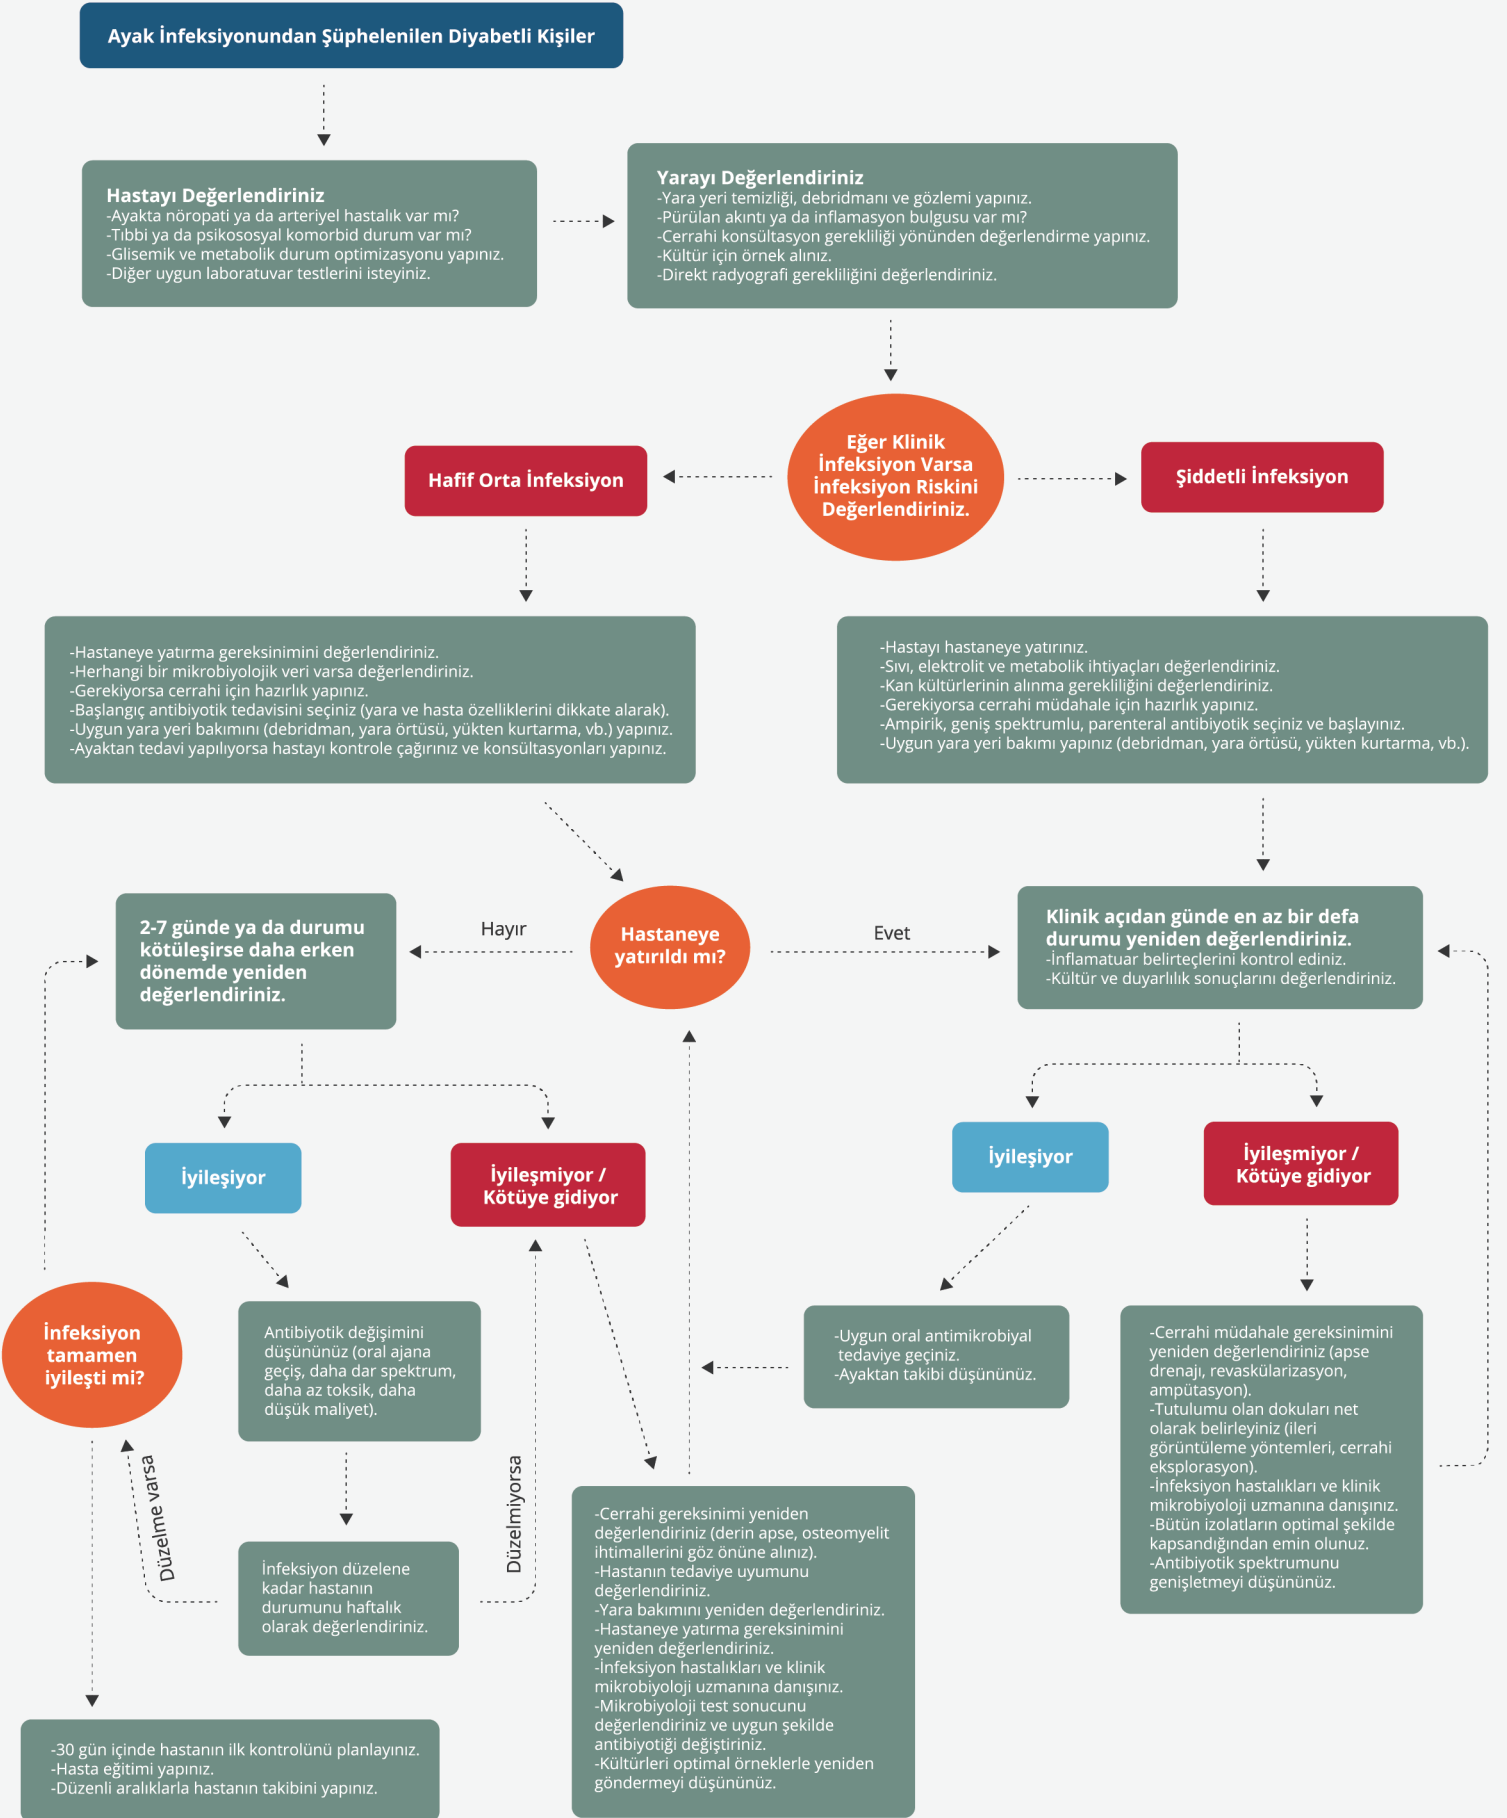 Ayak İnfeksiyonundan Şüphelenilen Diyabetli Kişiler
Hastayı Değerlendiriniz
-Ayakta nöropati ya da arteriyel hastalık var mı?
-Tıbbi ya da psikososyal komorbid durum var mı?
-Glisemik ve metabolik durum optimizasyonu yapınız.
-Diğer uygun laboratuvar testlerini isteyiniz.
Yarayı Değerlendiriniz
-Yara yeri temizliği, debridmanı ve gözlemi yapınız.
-Pürülan akıntı ya da inflamasyon bulgusu var mı?
-Cerrahi konsültasyon gerekliliği yönünden değerlendirme yapınız.
-Kültür için örnek alınız.
-Direkt radyografi gerekliliğini değerlendiriniz.
Eğer Klinik
İnfeksiyon Varsa
İnfeksiyon Riskini
Değerlendiriniz.
Hafif Orta İnfeksiyon
Şiddetli İnfeksiyon
-Hastaneye yatırma gereksinimini değerlendiriniz.
-Herhangi bir mikrobiyolojik veri varsa değerlendiriniz.
-Gerekiyorsa cerrahi için hazırlık yapınız.
-Başlangıç antibiyotik tedavisini seçiniz (yara ve hasta özelliklerini dikkate alarak).
-Uygun yara yeri bakımını (debridman, yara örtüsü, yükten kurtarma, vb.) yapınız.
-Ayaktan tedavi yapılıyorsa hastayı kontrole çağırınız ve konsültasyonları yapınız.
-Hastayı hastaneye yatırınız.
-Sıvı, elektrolit ve metabolik ihtiyaçları değerlendiriniz.
-Kan kültürlerinin alınma gerekliliğini değerlendiriniz.
-Gerekiyorsa cerrahi müdahale için hazırlık yapınız.
-Ampirik, geniş spektrumlu, parenteral antibiyotik seçiniz ve başlayınız.
-Uygun yara yeri bakımı yapınız (debridman, yara örtüsü, yükten kurtarma, vb.).
2-7 günde ya da durumu
kötüleşirse daha erken
dönemde yeniden
değerlendiriniz.
Hayır
Hastaneye
yatırıldı mı?
Evet
Klinik açıdan günde en az bir defa
durumu yeniden değerlendiriniz.
-İnflamatuar belirteçlerini kontrol ediniz.
-Kültür ve duyarlılık sonuçlarını değerlendiriniz.
İyileşiyor
İyileşmiyor /
Kötüye gidiyor
İyileşiyor
İyileşmiyor /
Kötüye gidiyor
İnfeksiyon
tamamen
iyileşti mi?
Antibiyotik değişimini
düşününüz (oral ajana
geçiş, daha dar spektrum,
daha az toksik, daha
düşük maliyet).
-Uygun oral antimikrobiyal
tedaviye geçiniz.
-Ayaktan takibi düşününüz.
-Cerrahi müdahale gereksinimini
yeniden değerlendiriniz (apse
drenajı, revaskülarizasyon,
ampütasyon).
-Tutulumu olan dokuları net
olarak belirleyiniz (ileri
görüntüleme yöntemleri, cerrahi
eksplorasyon).
-İnfeksiyon hastalıkları ve klinik
mikrobiyoloji uzmanına danışınız.
-Bütün izolatların optimal şekilde
kapsandığından emin olunuz.
-Antibiyotik spektrumunu
genişletmeyi düşününüz.
Düzelme varsa
Düzelmiyorsa
İnfeksiyon düzelene
kadar hastanın
durumunu haftalık
olarak değerlendiriniz.
-Cerrahi gereksinimi yeniden
değerlendiriniz (derin apse, osteomyelit
ihtimallerini göz önüne alınız).
-Hastanın tedaviye uyumunu
değerlendiriniz.
-Yara bakımını yeniden değerlendiriniz.
-Hastaneye yatırma gereksinimini
yeniden değerlendiriniz.
-İnfeksiyon hastalıkları ve klinik
mikrobiyoloji uzmanına danışınız.
-Mikrobiyoloji test sonucunu
değerlendiriniz ve uygun şekilde
antibiyotiği değiştiriniz.
-Kültürleri optimal örneklerle yeniden
göndermeyi düşününüz.
-30 gün içinde hastanın ilk kontrolünü planlayınız.
-Hasta eğitimi yapınız.
-Düzenli aralıklarla hastanın takibini yapınız.